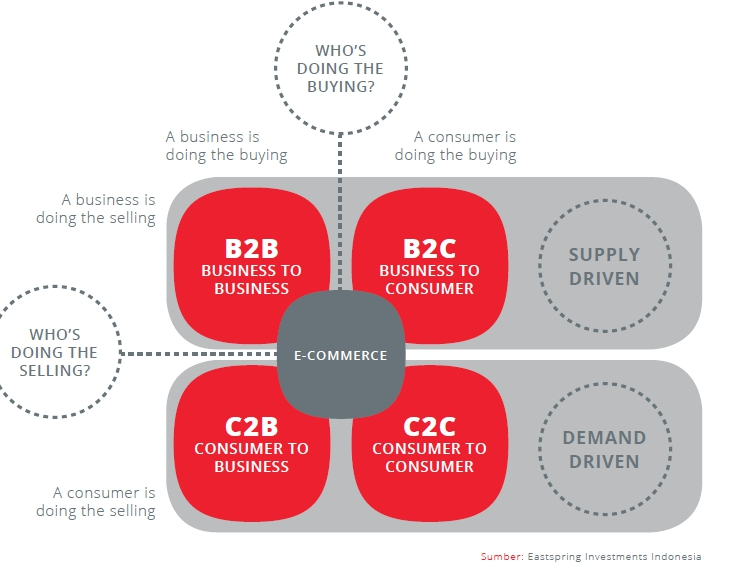 WHO'S
DOING THE
BUYING?
A business is
doing the buying
A consumer is
doing the buying
A business is
doing the selling
B2B
BUSINESS TO
BUSINESS
B2C
BUSINESS TO
CONSUMER
SUPPLY
DRIVEN
WHO'S
DOING THE
SELLING?
E-COMMERCE
C2B
CONSUMER TO
BUSINESS
C2C
CONSUMER TO
CONSUMER
DEMAND
DRIVEN
A consumer is
doing the selling
Sumber: Eastspring Investments Indonesia